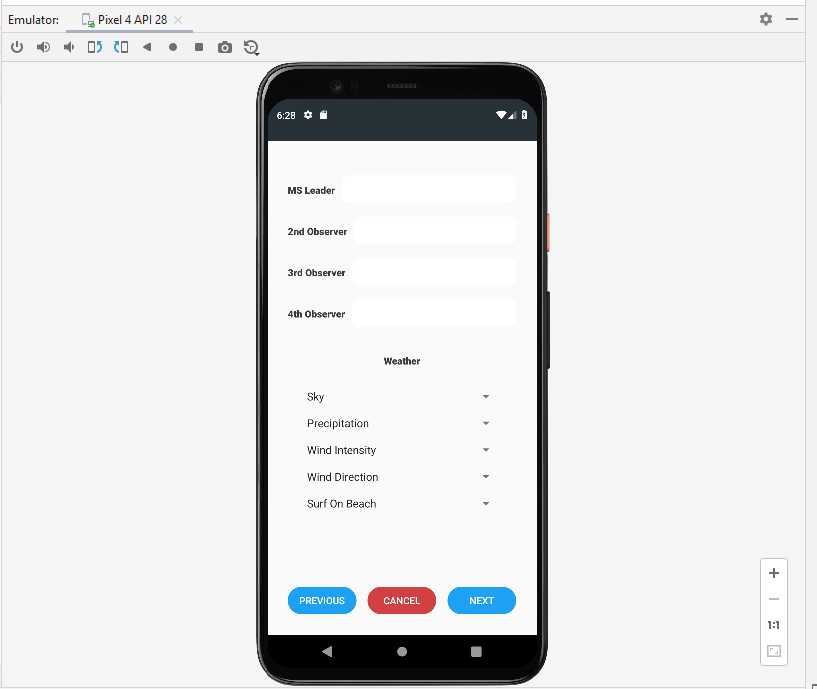 Emulator: Pixel 4 API 28
6:28
MS Leader
2nd Observer
3rd Observer
4th Observer
Weather
Sky
Precipitation
Wind Intensity
Wind Direction
Surf On Beach
PREVIOUS CANCEL NEXT
1:1